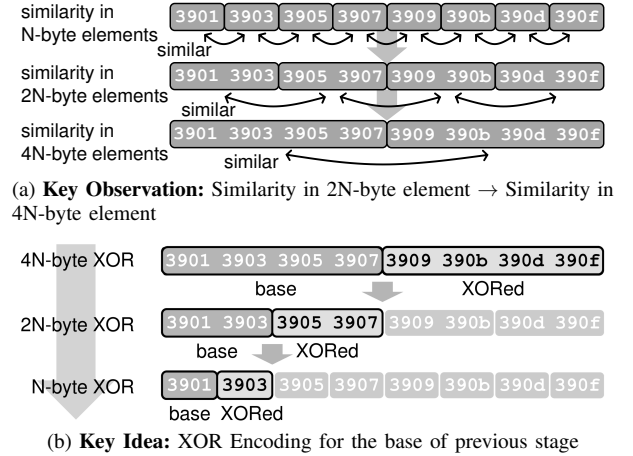 similarity in
N-byte elements
3901 3903 3905 3907 3909 390b 390d 390f
similar
similarity in
2N-byte elements
3901 3903 3905 3907 3909 390b 390d 390f
similar
similarity in
4N-byte elements
3901 3903 3905 3907 3909 390b 390d 390f
similar
(a) Key Observation: Similarity in 2N-byte element → Similarity in
4N-byte element
4N-byte XOR
3901 3903 3905 3907 3909 390b 390d 390f
base XORed
2N-byte XOR
3901 3903 3905 3907 3909 390b 390d 390f
base XORed
N-byte XOR
3901 3903 3905 3907 3909 390b 390d 390f
base XORed
(b) Key Idea: XOR Encoding for the base of previous stage